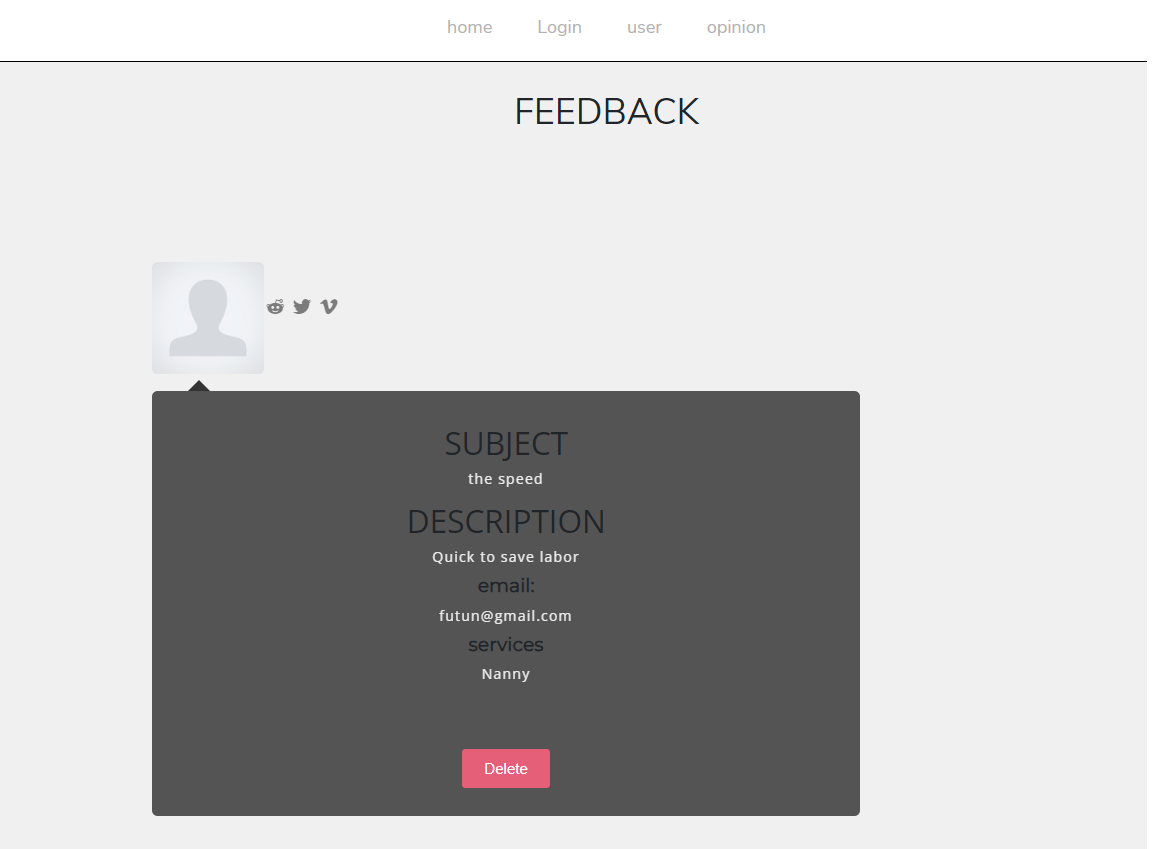 home Login user opinion
FEEDBACK
SUBJECT
the speed
DESCRIPTION
Quick to save labor
email:
futun@gmail.com
services
Nanny
Delete